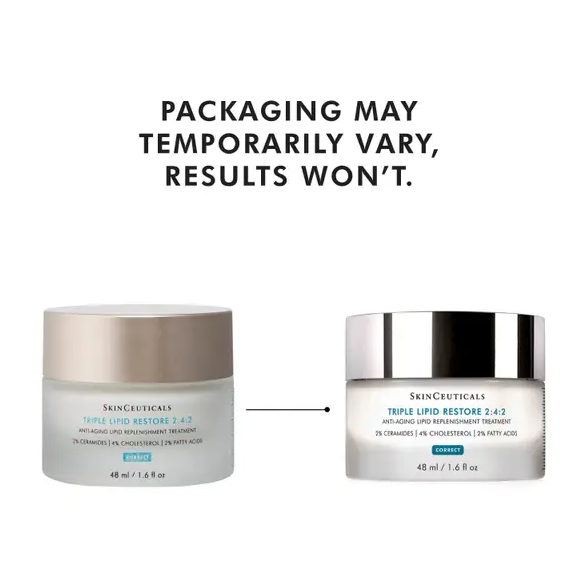 PACKAGING MAY
TEMPORARILY VARY,
RESULTS WON’T.
SKINCEUTICALS
TRIPLE LIPID RESTORE 2:4:2
ANTI-AGING LIPID REPLENISHMENT TREATMENT
2% CERAMIDES | 4% CHOLESTEROL | 2% FATTY ACIDS
CORRECT
48 ml / 1.6 fl oz
SKINCEUTICALS
TRIPLE LIPID RESTORE 2:4:2
ANTI-AGING LIPID REPLENISHMENT TREATMENT
2% CERAMIDES | 4% CHOLESTEROL | 2% FATTY ACIDS
CORRECT
48 ml / 1.6 fl oz